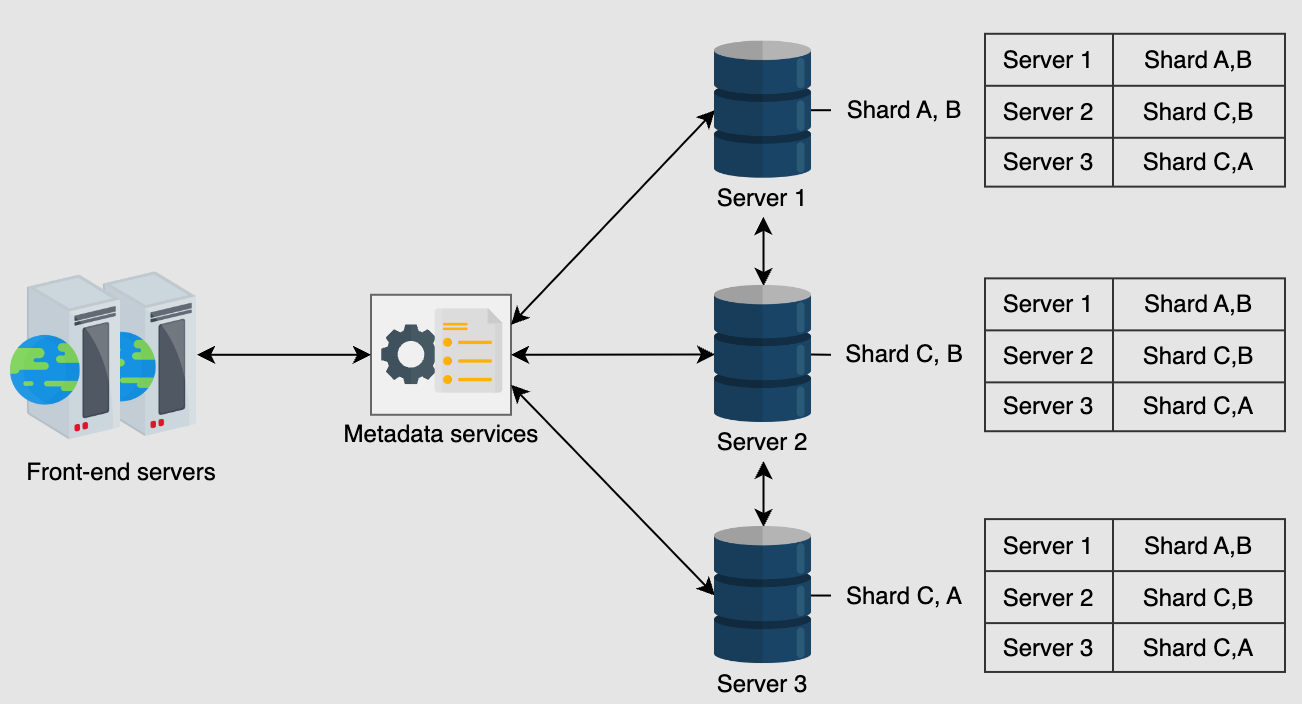 Server 1 Shard A,B
Shard A, B
Server 2 Shard C,B
Server 3 Shard C,A
Server 1
Server 1 Shard A,B
Shard C, B
Server 2 Shard C,B
Server 3 Shard C,A
Metadata services
Server 2
Front-end servers
Server 1 Shard A,B
Shard C, A
Server 2 Shard C,B
Server 3 Shard C,A
Server 3